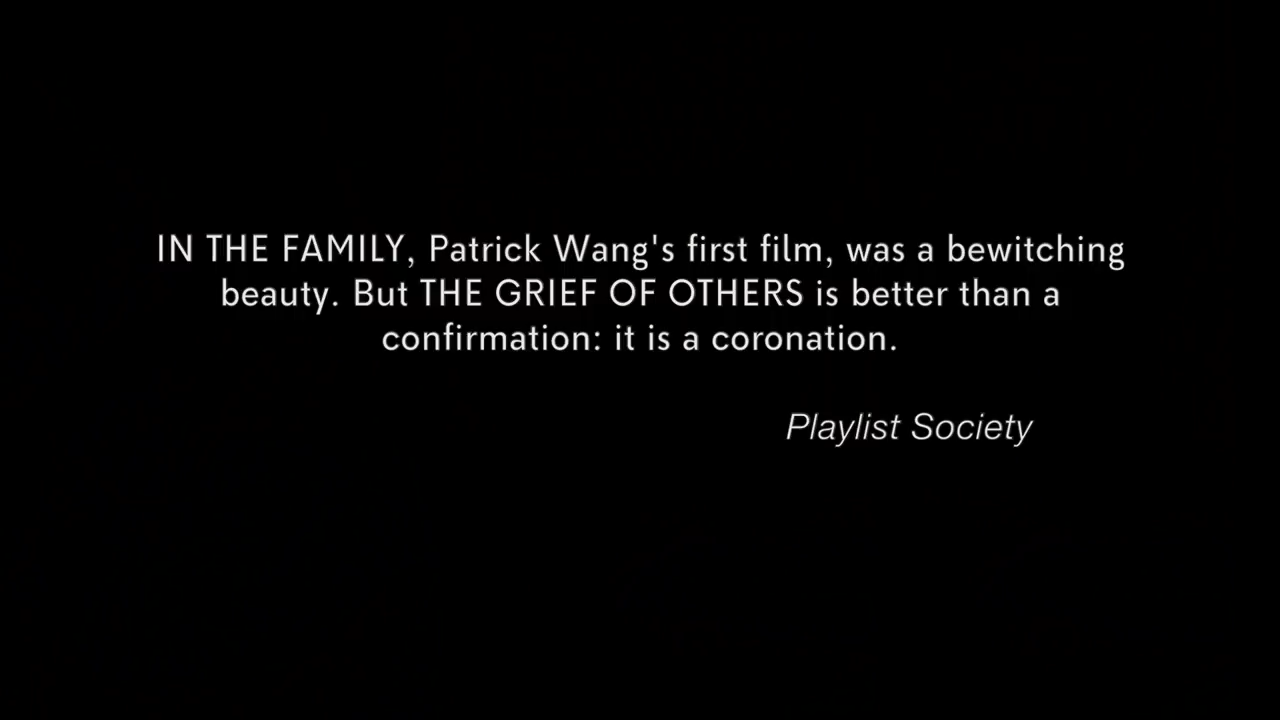 IN THE FAMILY, Patrick Wang's first film, was a bewitching
beauty. But THE GRIEF OF OTHERS is better than a
confirmation: it is a coronation.
Playlist Society